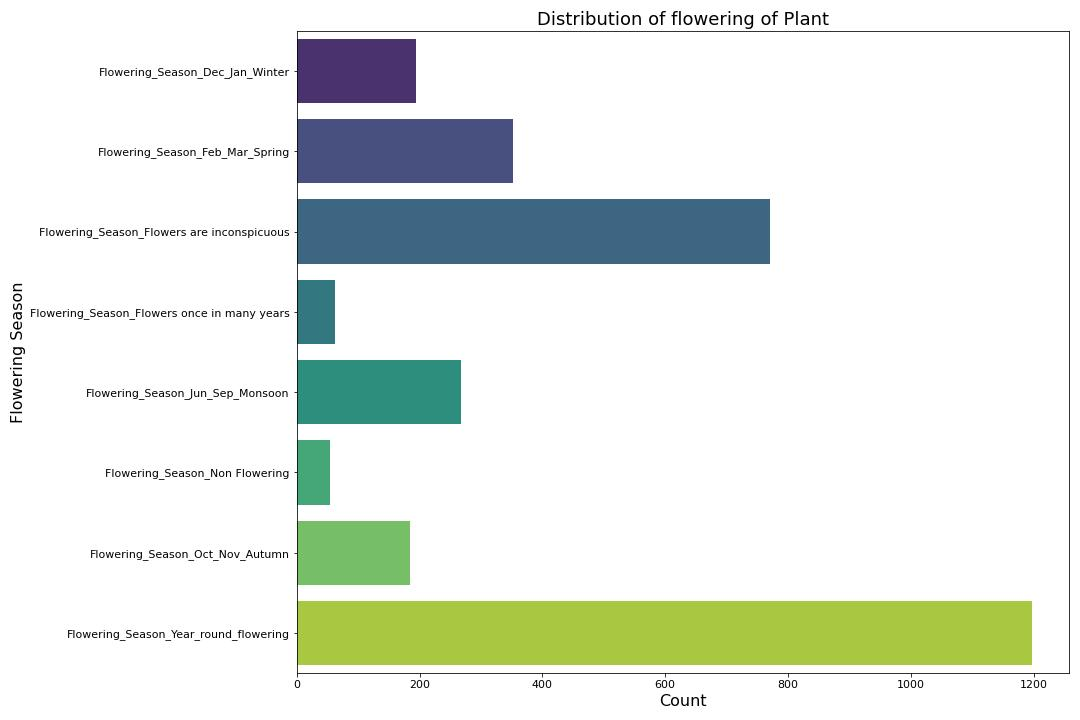 Distribution of flowering of Plant
Flowering Season
Flowering_Season_Dec_Jan_Winter
Flowering_Season_Feb_Mar_Spring
Flowering_Season_Flowers are inconspicuous
Flowering_Season_Flowers once in many years
Flowering_Season_Jun_Sep_Monsoon
Flowering_Season_Non Flowering
Flowering_Season_Oct_Nov_Autumn
Flowering_Season_Year_round_flowering
0 200 400 600 800 1000 1200
Count